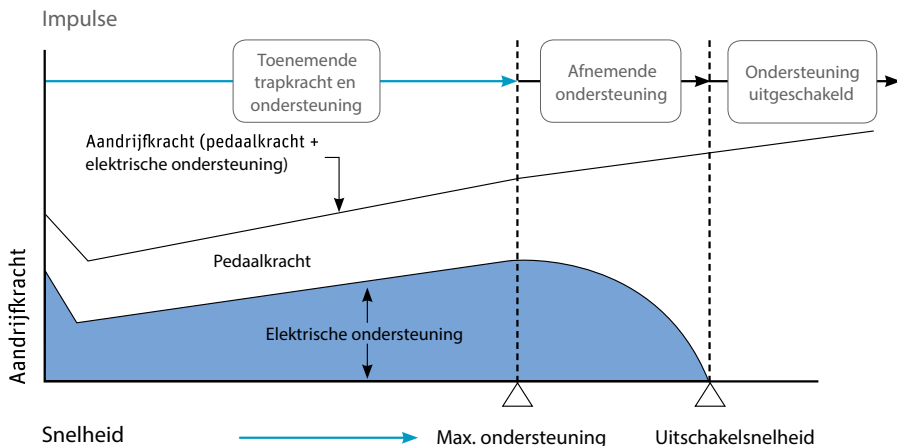 Impulse
Toenemende
trapkracht en
ondersteuning
Afnemende
ondersteuning
Ondersteuning
uitgeschakeld
Aandrijfkracht (pedaalkracht +
elektrische ondersteuning)
Pedaalkracht
Elektrische ondersteuning
Aandrijfkracht
Snelheid
Max. ondersteuning
Uitschakelsnelheid